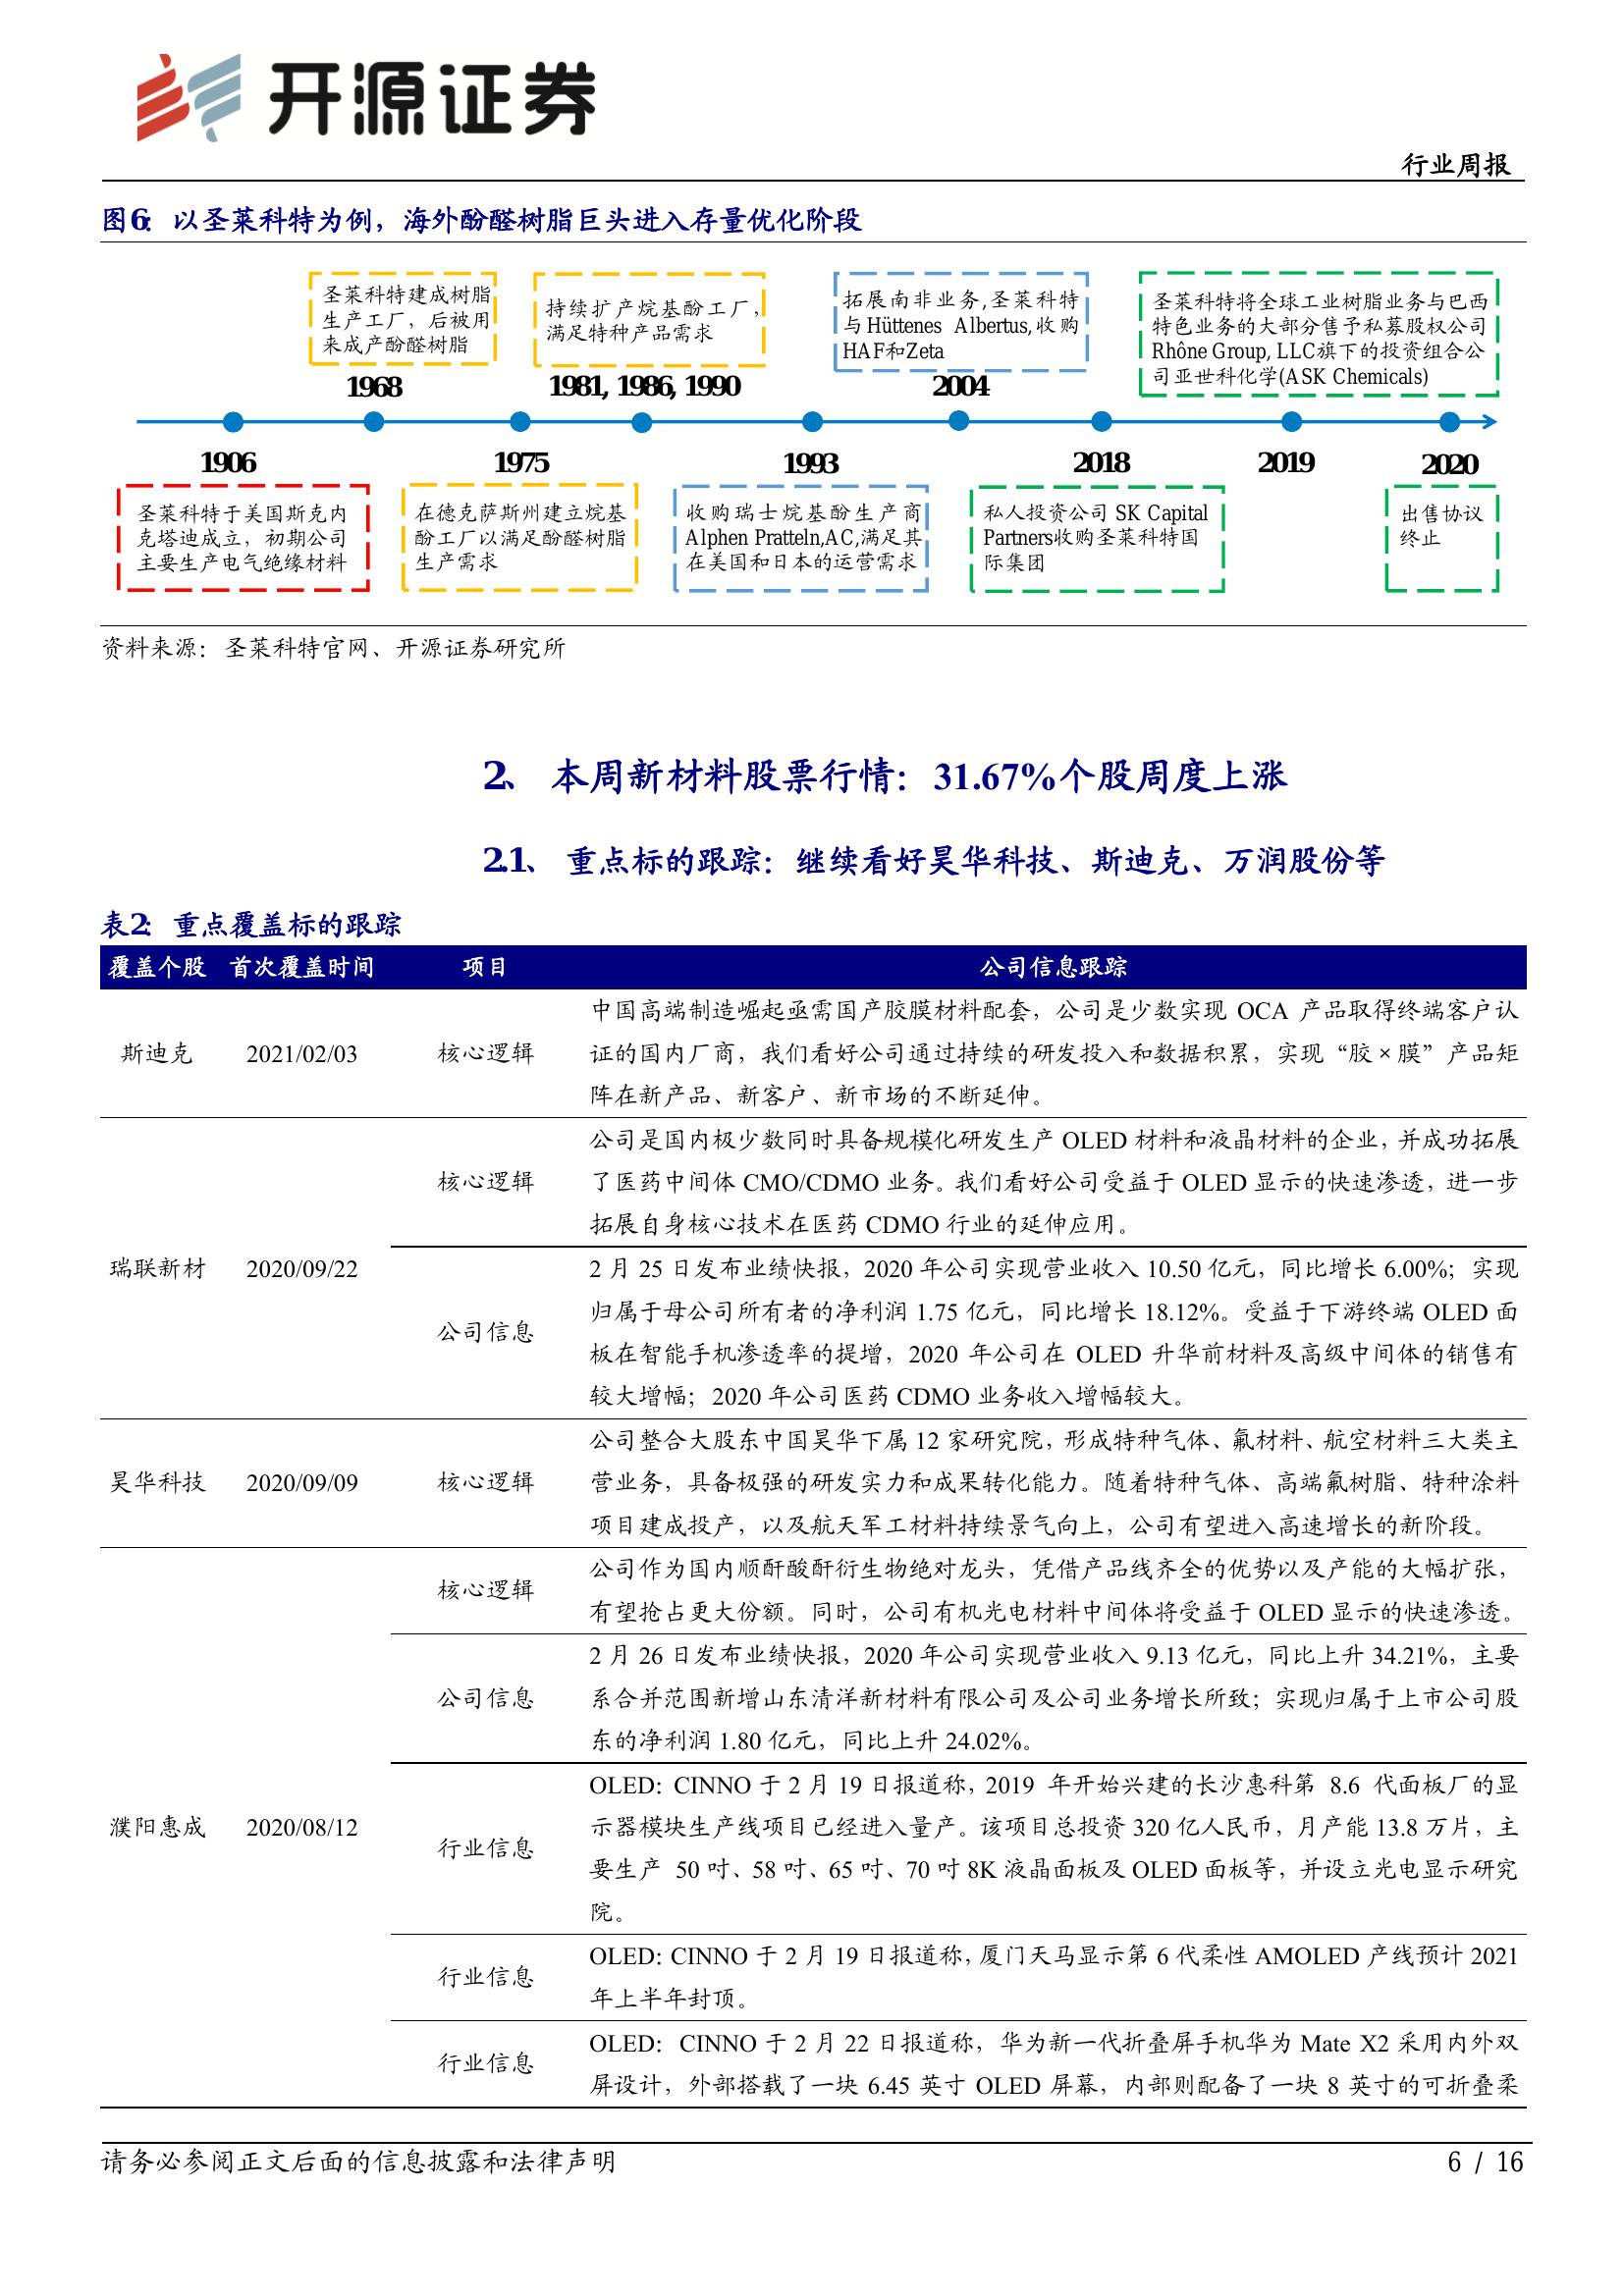 开源证券
行业周报
图6：以圣莱科特为例，海外酚醛树脂巨头进入存量优化阶段
圣莱科特建成树脂
生产工厂，后被用
来成产酚醛树脂
持续扩产烷基酚工厂，
满足特种产品需求
拓展南非业务,圣莱科特
与Hüttenes Albertus,收购
HAF和Zeta
圣莱科特将全球工业树脂业务与巴西
特色业务的大部分售予私募股权公司
Rhône Group, LLC旗下的投资组合公
司亚世科化学(ASK Chemicals)
1968
1981, 1986, 1990
2004
1906
1975
1993
2018
2019
2020
圣莱科特于美国斯克内
克塔迪成立，初期公司
主要生产电气绝缘材料
在德克萨斯州建立烷基
酚工厂以满足酚醛树脂
生产需求
收购瑞士烷基酚生产商
Alphen Pratteln,AC,满足其
在美国和日本的运营需求
私人投资公司 SK Capital
Partners收购圣莱科特国
际集团
出售协议
终止
资料来源：圣莱科特官网、开源证券研究所
2、 本周新材料股票行情：31.67%个股周度上涨
2.1、 重点标的跟踪：继续看好昊华科技、斯迪克、万润股份等
表2：重点覆盖标的跟踪
覆盖个股 首次覆盖时间 项目 公司信息跟踪
中国高端制造崛起亟需国产胶膜材料配套，公司是少数实现 OCA 产品取得终端客户认
斯迪克 2021/02/03 核心逻辑 证的国内厂商，我们看好公司通过持续的研发投入和数据积累，实现“胶×膜”产品矩
阵在新产品、新客户、新市场的不断延伸。
公司是国内极少数同时具备规模化研发生产 OLED 材料和液晶材料的企业，并成功拓展
核心逻辑 了医药中间体 CMO/CDMO 业务。我们看好公司受益于 OLED 显示的快速渗透，进一步
拓展自身核心技术在医药 CDMO 行业的延伸应用。
瑞联新材 2020/09/22 2 月 25 日发布业绩快报，2020 年公司实现营业收入 10.50 亿元，同比增长 6.00%；实现
归属于母公司所有者的净利润 1.75 亿元，同比增长 18.12%。受益于下游终端 OLED 面
公司信息
板在智能手机渗透率的提增，2020 年公司在 OLED 升华前材料及高级中间体的销售有
较大增幅；2020 年公司医药 CDMO 业务收入增幅较大。
公司整合大股东中国昊华下属 12 家研究院，形成特种气体、氟材料、航空材料三大类主
昊华科技 2020/09/09 核心逻辑 营业务，具备极强的研发实力和成果转化能力。随着特种气体、高端氟树脂、特种涂料
项目建成投产，以及航天军工材料持续景气向上，公司有望进入高速增长的新阶段。
公司作为国内顺酐酸酐衍生物绝对龙头，凭借产品线齐全的优势以及产能的大幅扩张，
核心逻辑
有望抢占更大份额。同时，公司有机光电材料中间体将受益于 OLED 显示的快速渗透。
2 月 26 日发布业绩快报，2020 年公司实现营业收入 9.13 亿元，同比上升 34.21%，主要
公司信息 系合并范围新增山东清洋新材料有限公司及公司业务增长所致；实现归属于上市公司股
东的净利润 1.80 亿元，同比上升 24.02%。
OLED: CINNO 于 2 月 19 日报道称，2019 年开始兴建的长沙惠科第 8.6 代面板厂的显
濮阳惠成 2020/08/12 示器模块生产线项目已经进入量产。该项目总投资 320 亿人民币，月产能 13.8 万片，主
行业信息
要生产 50 吋、58 吋、65 吋、70 吋 8K 液晶面板及 OLED 面板等，并设立光电显示研究
院。
OLED: CINNO 于 2 月 19 日报道称，厦门天马显示第 6 代柔性 AMOLED 产线预计 2021
行业信息
年上半年封顶。
OLED: CINNO 于 2 月 22 日报道称，华为新一代折叠屏手机华为 Mate X2 采用内外双
行业信息
屏设计，外部搭载了一块 6.45 英寸 OLED 屏幕，内部则配备了一块 8 英寸的可折叠柔
请务必参阅正文后面的信息披露和法律声明
6 / 16